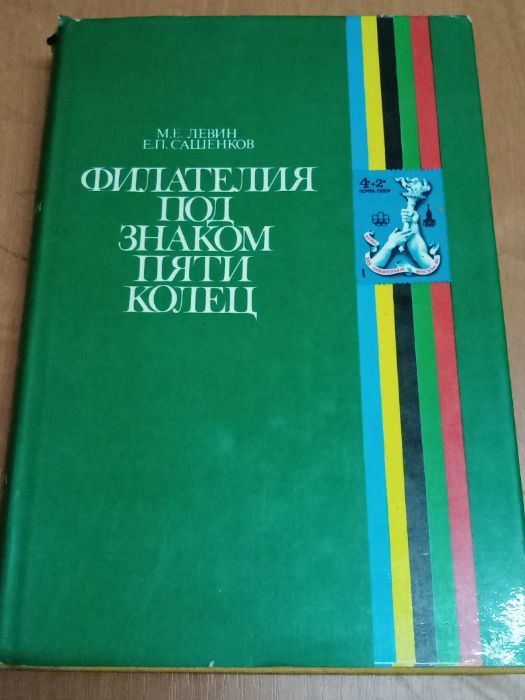 М.Е. ЛЕВИН
Е.П. САШЕНКОВ
ФИЛАТЕЛИЯ
ПОД
ЗНАКОМ
ПЯТИ
КОЛЕЦ
4+2к
ПОЧТА СССР